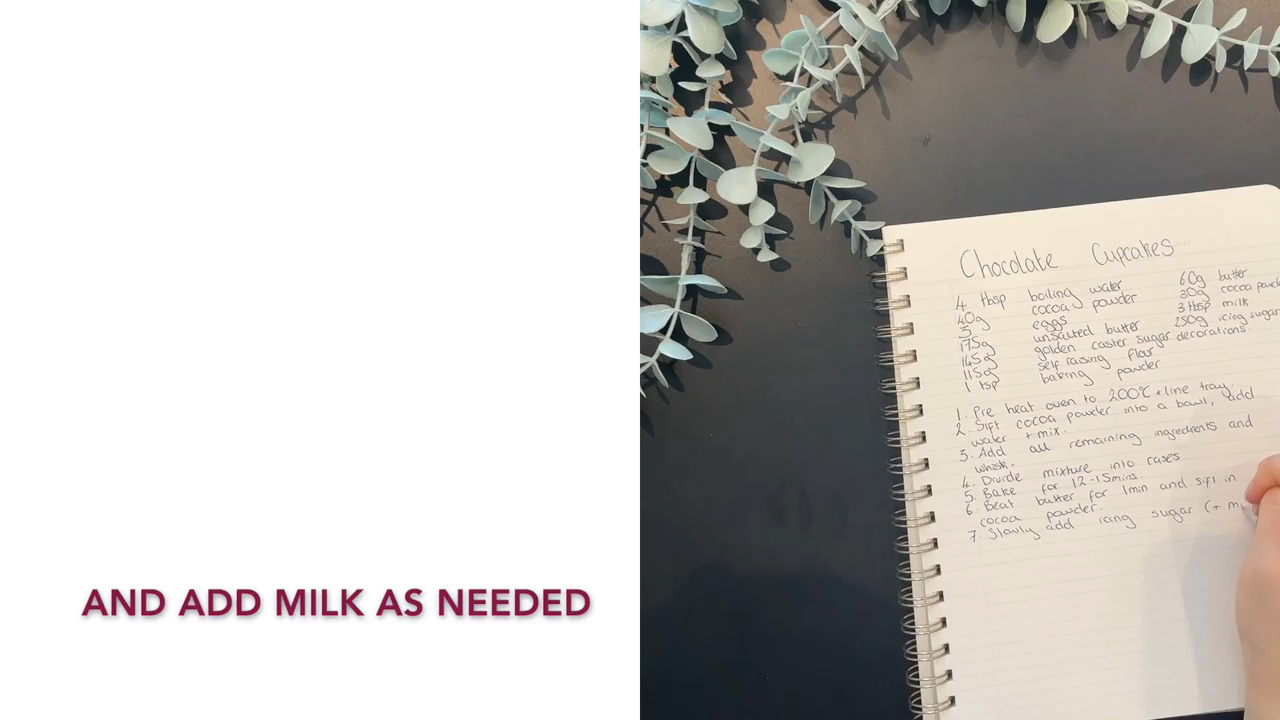 AND ADD MILK AS NEEDED
Chocolate Cupcakes
4 tbsp boiling water 60g butter
40g cocoa powder 30g cocoa powd
3 eggs 3 tbsp milk
175g unsalted butter 250g icing sugar
165g golden caster sugar decorations.
115g self raising flour
1 tsp baking powder
1. Pre heat oven to 200°C + line tray.
2. Sift cocoa powder into a bowl, add
water + mix.
3. Add all remaining ingredients and
whisk.
4. Divide mixture into cases.
5. Bake for 12-15mins.
6. Beat butter for 1min and sift in
cocoa powder.
7. Slowly add icing sugar (+ m